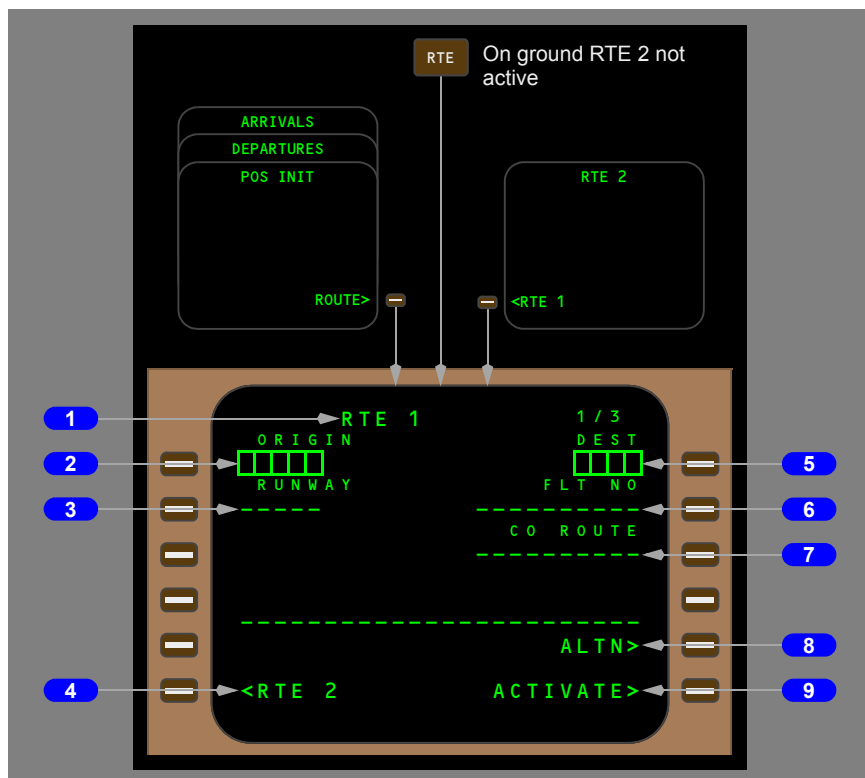 RTE
On ground RTE 2 not
active
ARRIVALS
DEPARTURES
POS INIT
ROUTE>
RTE 2
<RTE 1
1
RTE 1
1/3
ORIGIN
DEST
2
5
RUNWAY
FLT NO
3
-----
----------
6
CO ROUTE
----------
7
------------------------
ALTN>
8
4
<RTE 2
ACTIVATE>
9